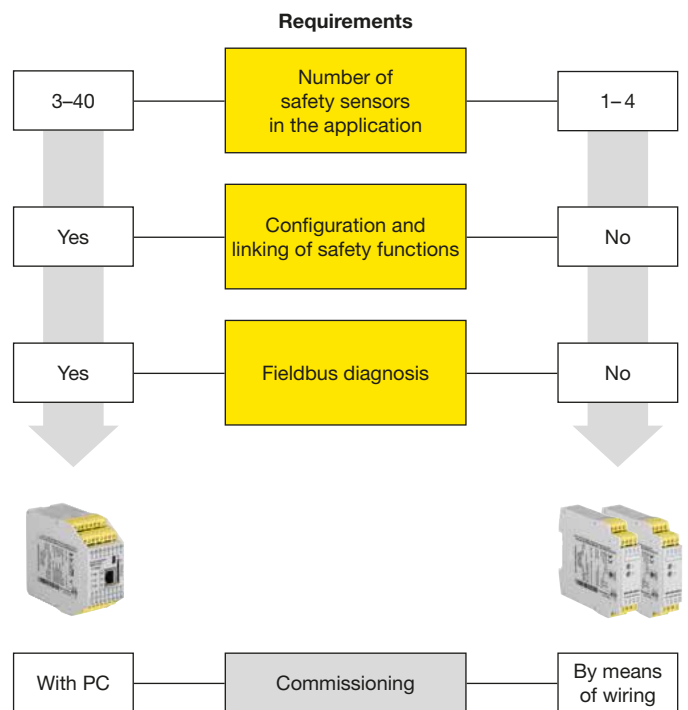 Requirements
3–40
Number of
safety sensors
in the application
1–4
Yes
Configuration and
linking of safety functions
No
Yes
Fieldbus diagnosis
No
With PC
Commissioning
By means
of wiring